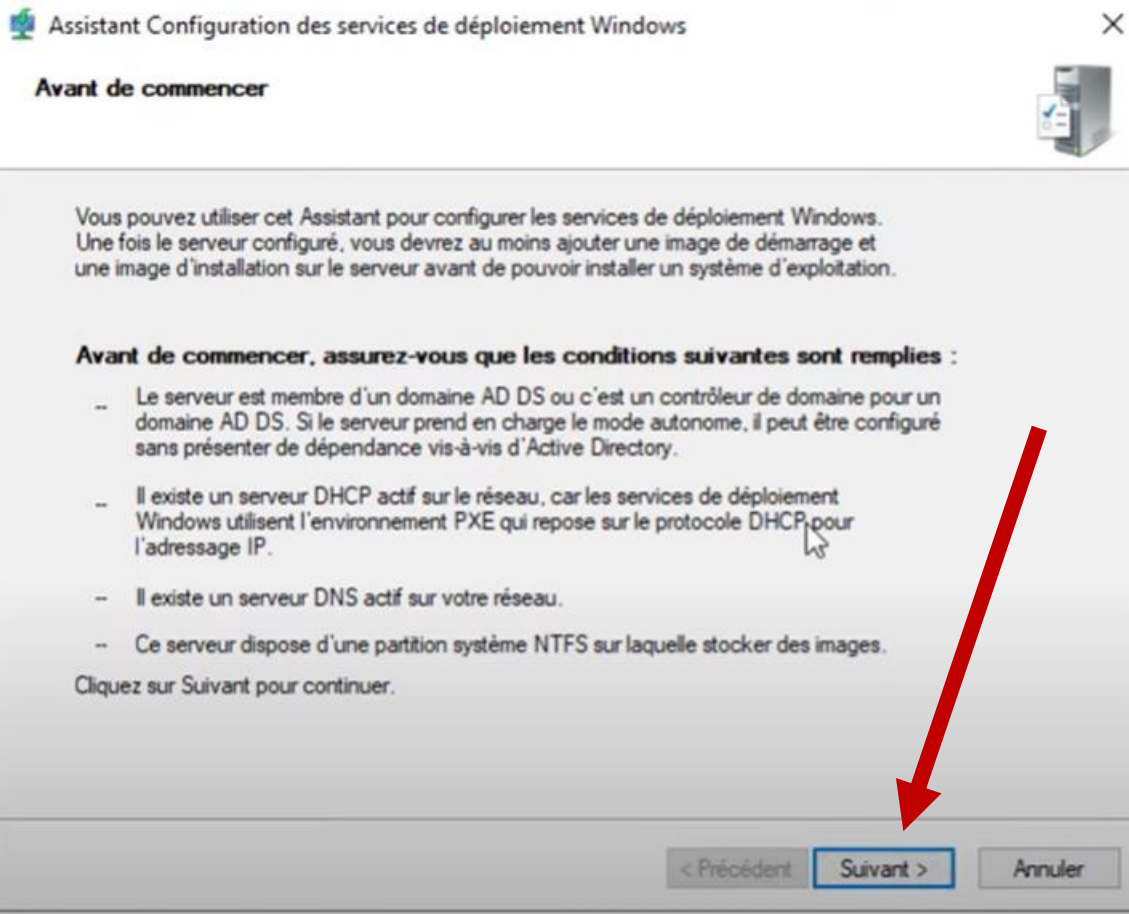 Assistant Configuration des services de déploiement Windows
Avant de commencer
Vous pouvez utiliser cet Assistant pour configurer les services de déploiement Windows.
Une fois le serveur configuré, vous devrez au moins ajouter une image de démarrage et
une image d'installation sur le serveur avant de pouvoir installer un système d'exploitation.
Avant de commencer, assurez-vous que les conditions suivantes sont remplies :
-- Le serveur est membre d'un domaine AD DS ou c'est un contrôleur de domaine pour un
domaine AD DS. Si le serveur prend en charge le mode autonome, il peut être configuré
sans présenter de dépendance vis-à-vis d'Active Directory.
-- Il existe un serveur DHCP actif sur le réseau, car les services de déploiement
Windows utilisent l'environnement PXE qui repose sur le protocole DHCP pour
l'adressage IP.
-- Il existe un serveur DNS actif sur votre réseau.
-- Ce serveur dispose d'une partition système NTFS sur laquelle stocker des images.
Cliquez sur Suivant pour continuer.
< Précédent Suivant > Annuler